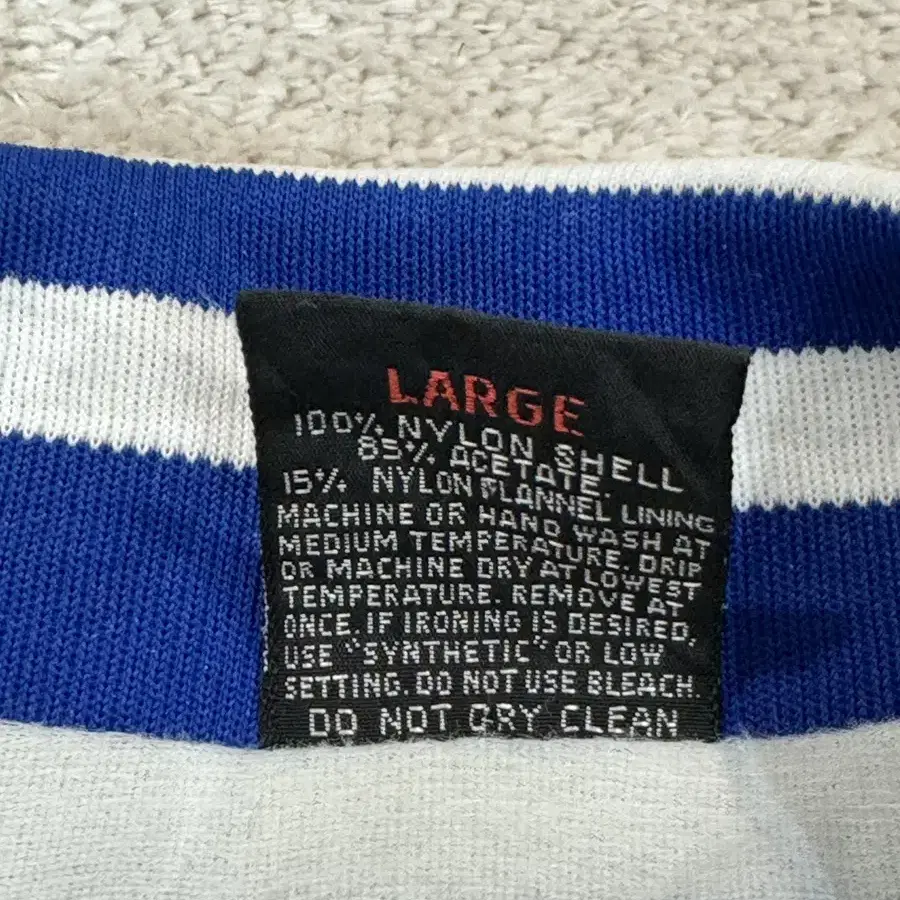 LARGE
100% NYLON SHELL
85% ACETATE.
15% NYLON FLANNEL LINING
MACHINE OR HAND WASH AT
MEDIUM TEMPERATURE. DRIP
OR MACHINE DRY AT LOWEST
TEMPERATURE. REMOVE AT
ONCE. IF IRONING IS DESIRED,
USE "SYNTHETIC" OR LOW
SETTING. DO NOT USE BLEACH.
DO NOT DRY CLEAN